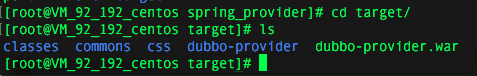 [[root@VM_92_192_centos spring_provider]# cd target/
[[root@VM_92_192_centos target]# ls
classes commons css dubbo-provider dubbo-provider.war
[root@VM_92_192_centos target]#